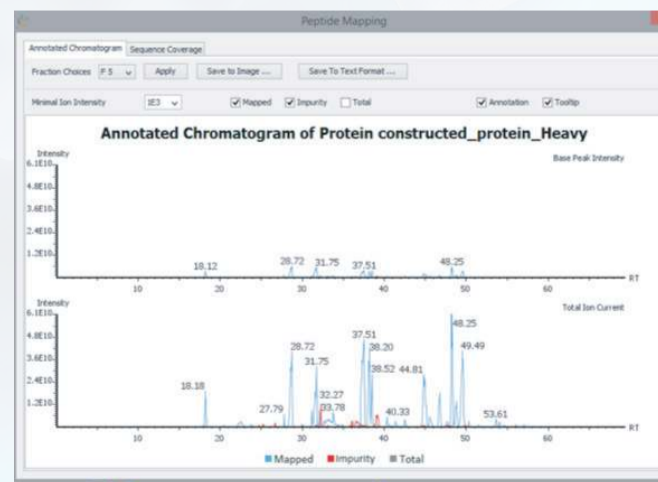 Peptide Mapping
Annotated Chromatogram Sequence Coverage
Fraction Choices F 5 Apply Save to Image ... Save To Text Format ...
Minimal Ion Intensity 1E3 Mapped Impurity Total Annotation Tooltip
Annotated Chromatogram of Protein constructed_protein_Heavy
Intensity
Base Peak Intensity
6.1E10
4.8E10
3.6E10
2.4E10
1.2E10
18.12 28.72 31.75 37.51 48.25
RT
10 20 30 40 50 60
Intensity
Total Ion Current
6.1E10
4.8E10
3.6E10
2.4E10
1.2E10
18.18 27.79 28.72 31.75 32.27 33.78 37.51 38.20 38.52 40.33 44.81 48.25 49.49 53.61
RT
10 20 30 40 50 60
Mapped Impurity Total